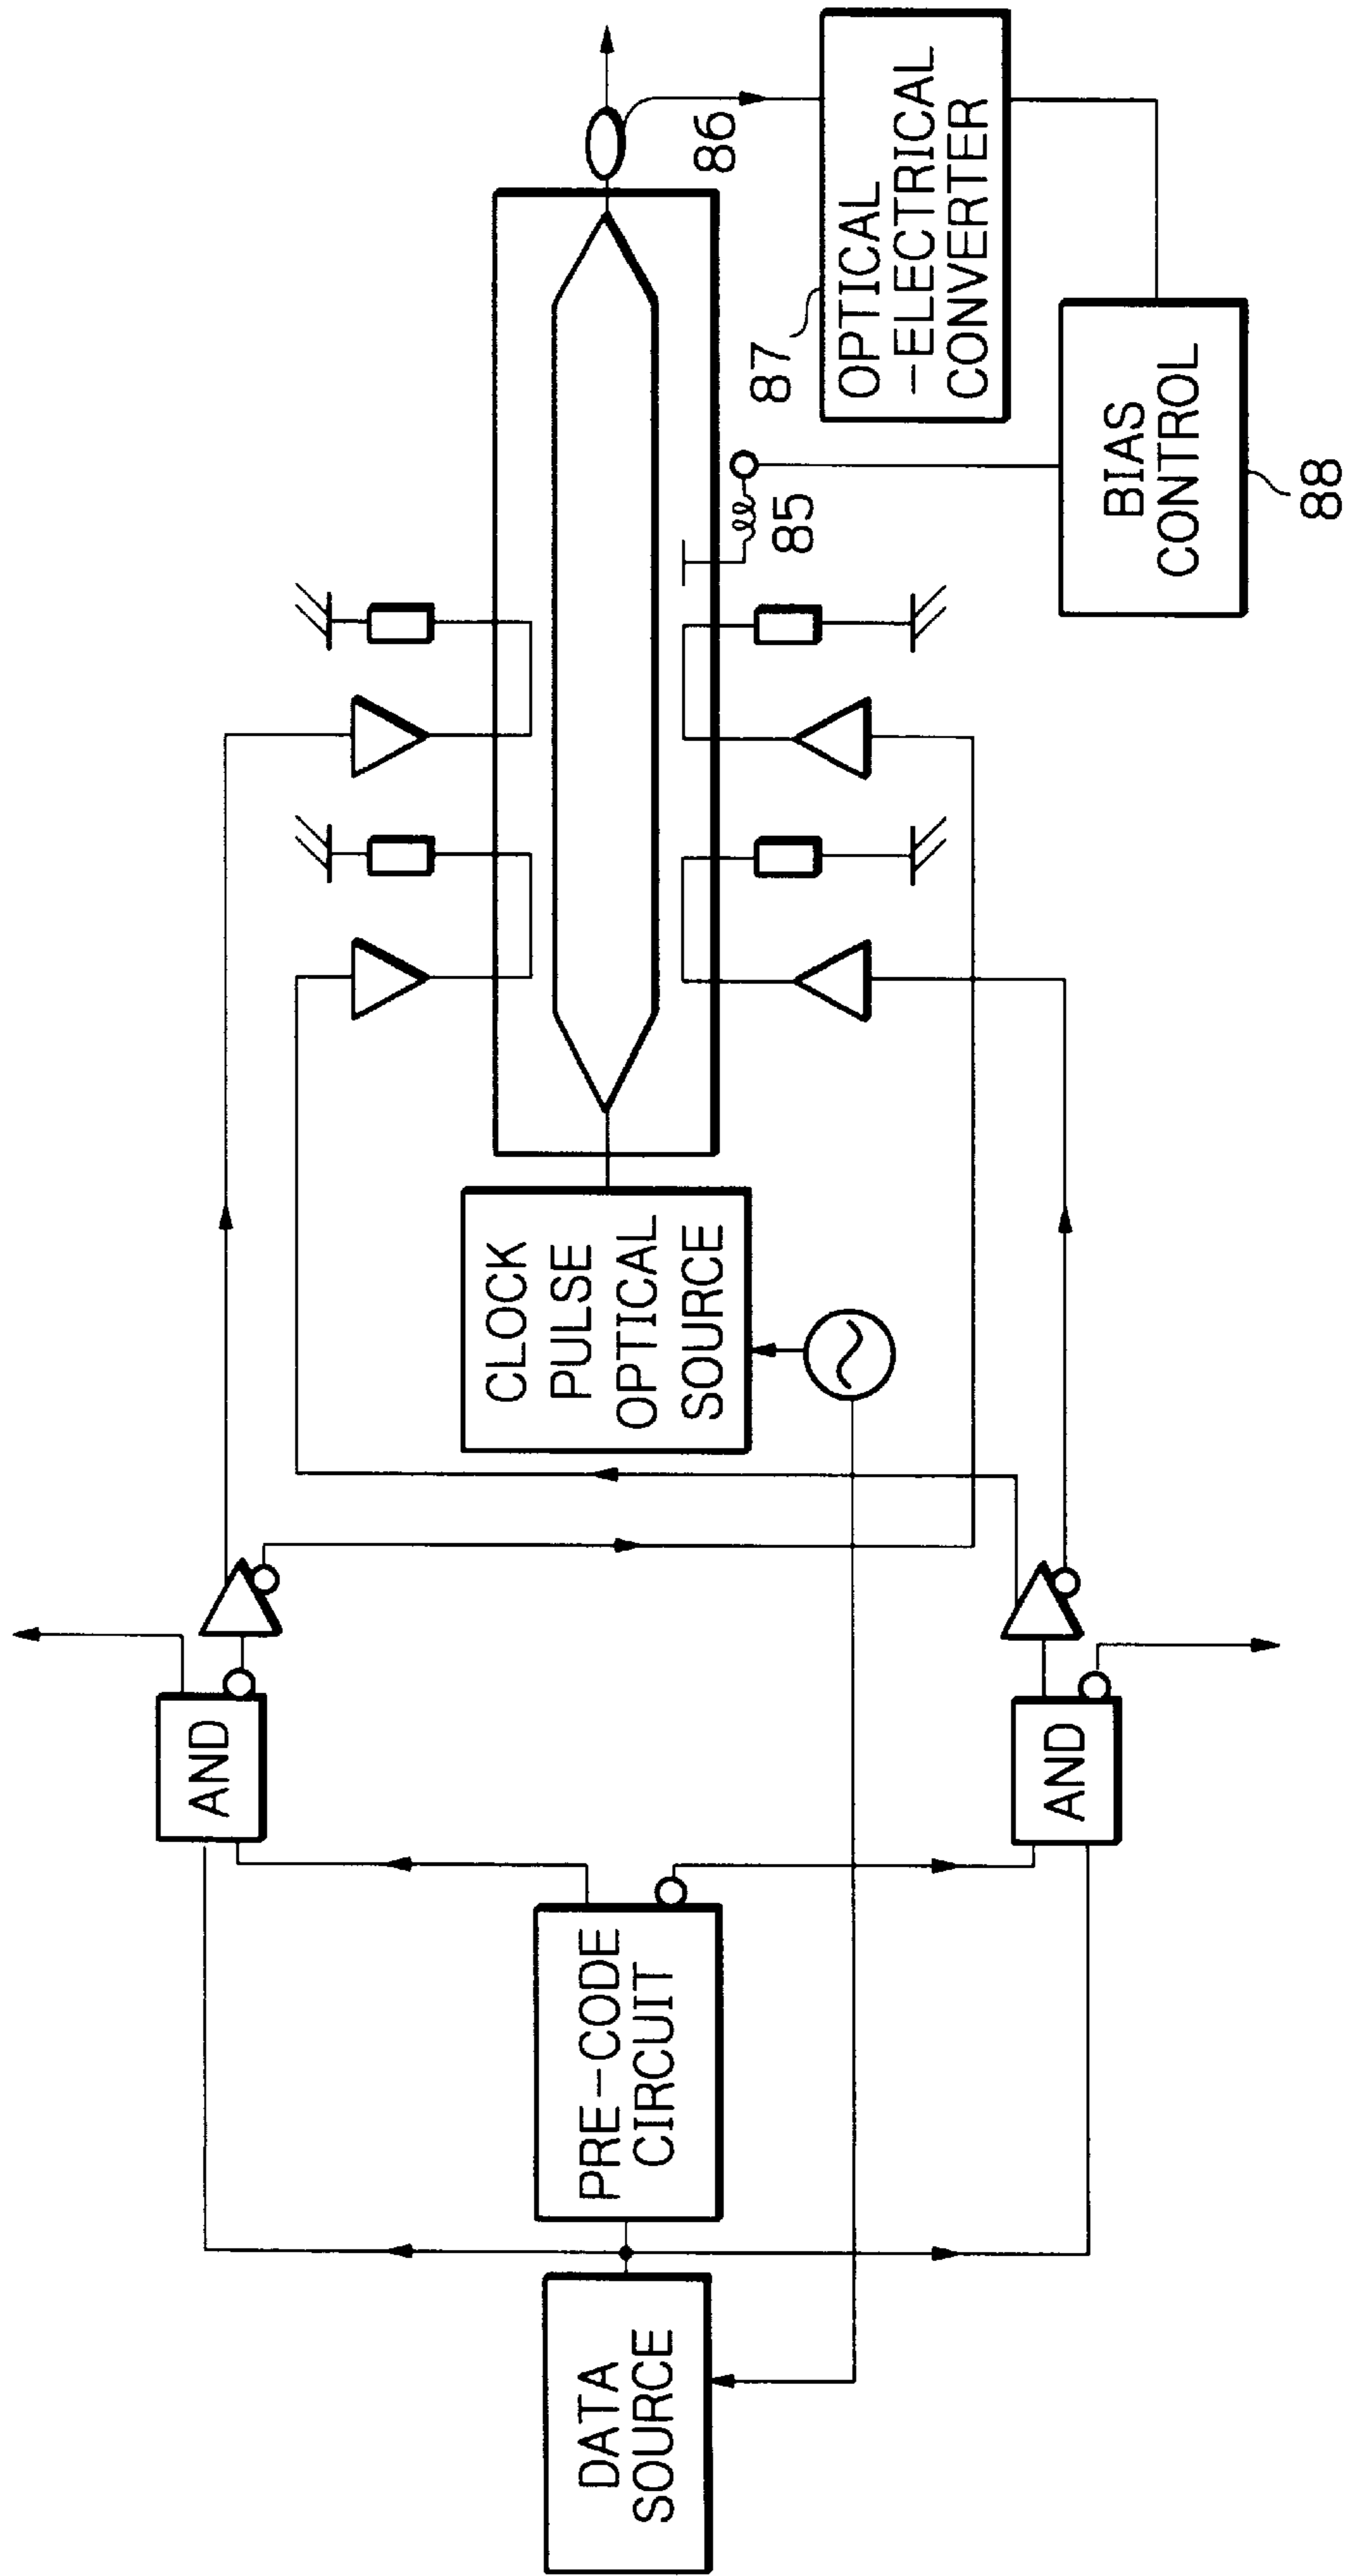 DATA
SOURCE
PRE-CODE
CIRCUIT
AND
AND
CLOCK
PULSE
OPTICAL
SOURCE
85
86
87
OPTICAL
-ELECTRICAL
CONVERTER
BIAS
CONTROL
88